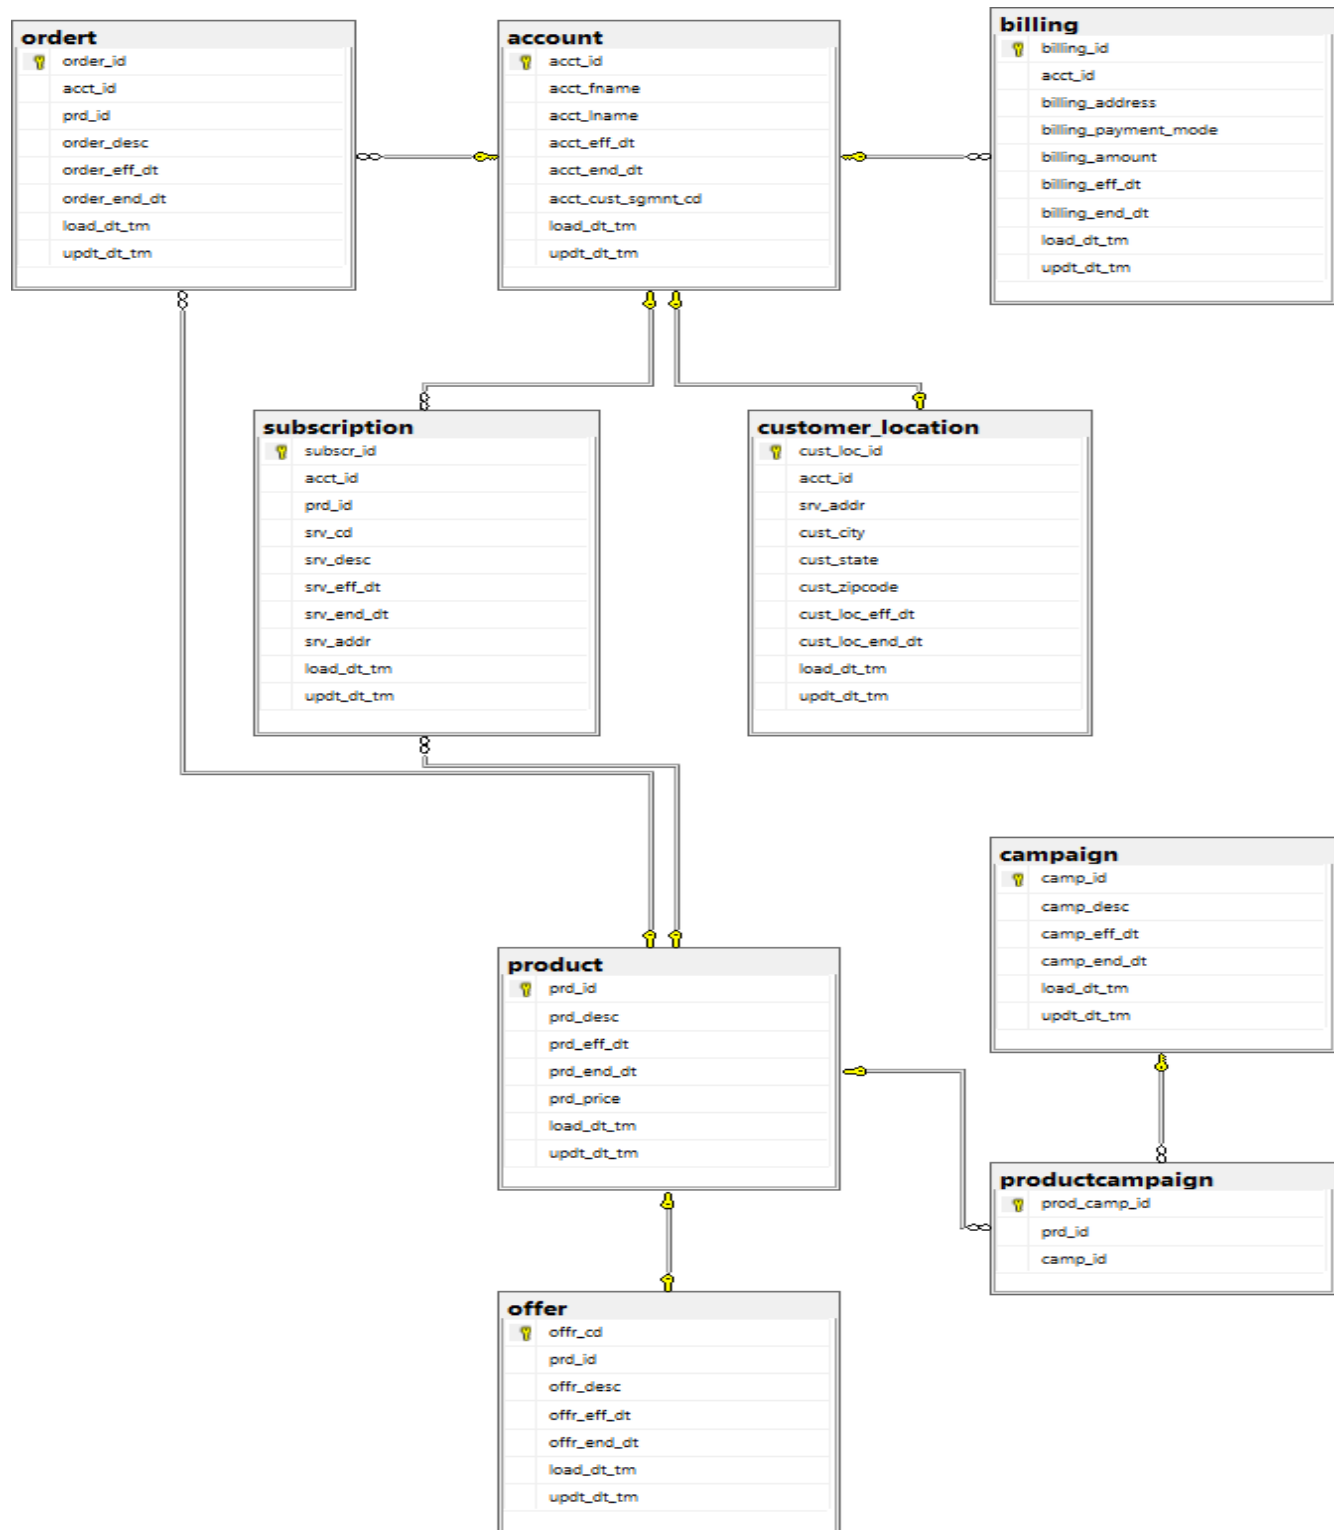 ordert
order_id
acct_id
prd_id
order_desc
order_eff_dt
order_end_dt
load_dt_tm
updt_dt_tm
account
acct_id
acct_fname
acct_lname
acct_eff_dt
acct_end_dt
acct_cust_sgmnt_cd
load_dt_tm
updt_dt_tm
billing
billing_id
acct_id
billing_address
billing_payment_mode
billing_amount
billing_eff_dt
billing_end_dt
load_dt_tm
updt_dt_tm
subscription
subscr_id
acct_id
prd_id
srv_cd
srv_desc
srv_eff_dt
srv_end_dt
srv_addr
load_dt_tm
updt_dt_tm
customer_location
cust_loc_id
acct_id
srv_addr
cust_city
cust_state
cust_zipcode
cust_loc_eff_dt
cust_loc_end_dt
load_dt_tm
updt_dt_tm
campaign
camp_id
camp_desc
camp_eff_dt
camp_end_dt
load_dt_tm
updt_dt_tm
product
prd_id
prd_desc
prd_eff_dt
prd_end_dt
prd_price
load_dt_tm
updt_dt_tm
productcampaign
prod_camp_id
prd_id
camp_id
offer
offr_cd
prd_id
offr_desc
offr_eff_dt
offr_end_dt
load_dt_tm
updt_dt_tm